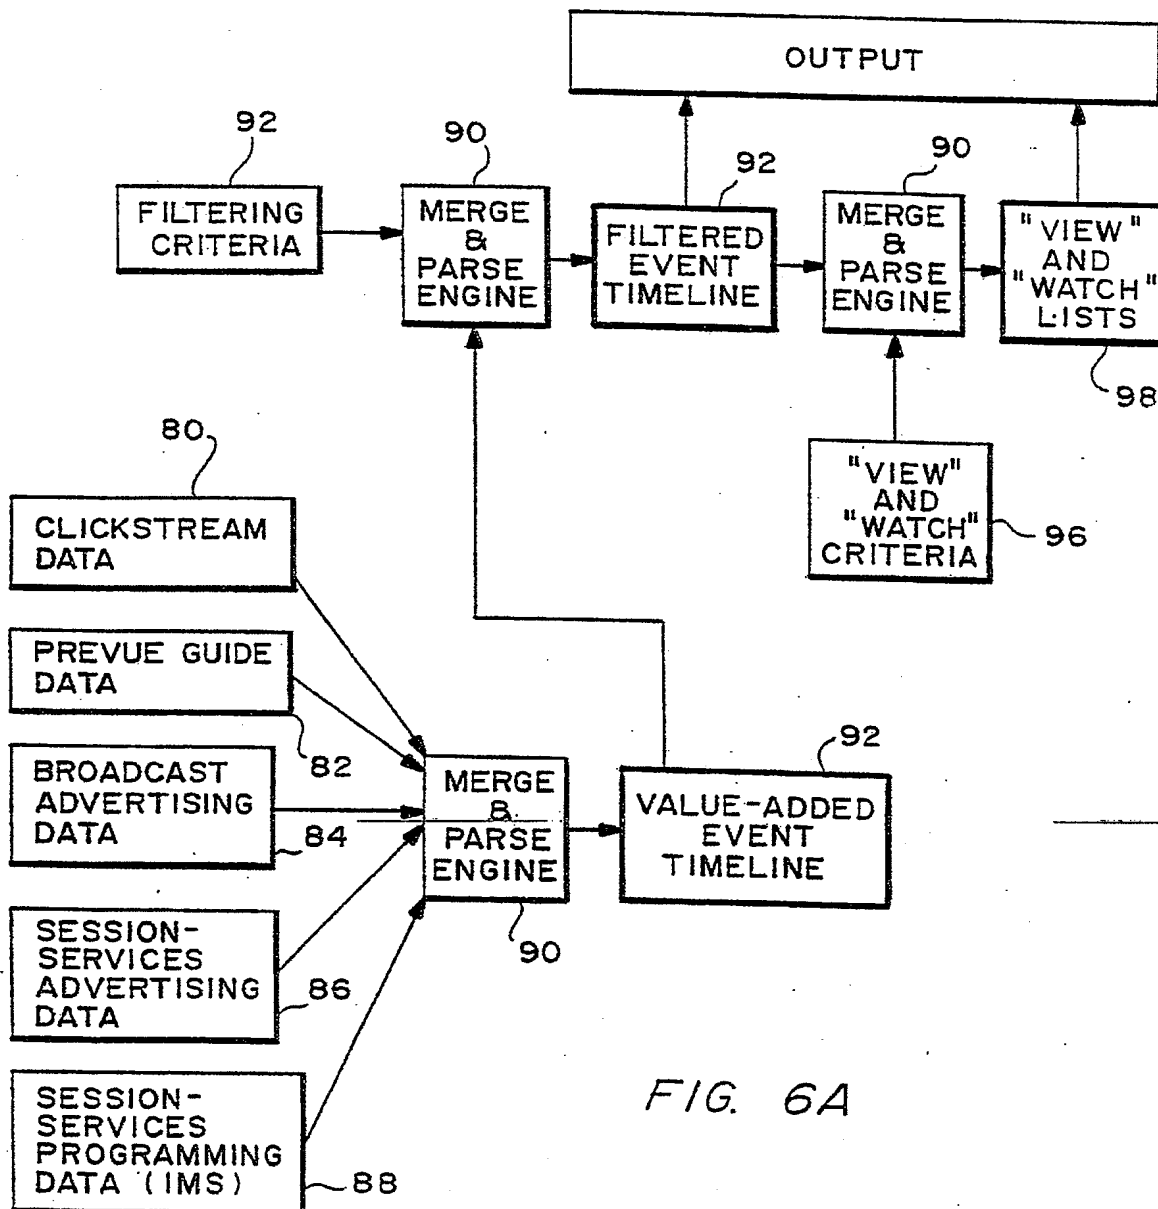 OUTPUT
92
FILTERING
CRITERIA
90
MERGE
&
PARSE
ENGINE
92
FILTERED
EVENT
TIMELINE
90
MERGE
&
PARSE
ENGINE
"VIEW"
AND
"WATCH"
LISTS
98
"VIEW"
AND
"WATCH"
CRITERIA
96
80
CLICKSTREAM
DATA
PREVUE GUIDE
DATA
82
BROADCAST
ADVERTISING
DATA
84
SESSION-
SERVICES
ADVERTISING
DATA
86
SESSION-
SERVICES
PROGRAMMING
DATA (IMS)
88
MERGE
&
PARSE
ENGINE
90
92
VALUE-ADDED
EVENT
TIMELINE
FIG. 6A